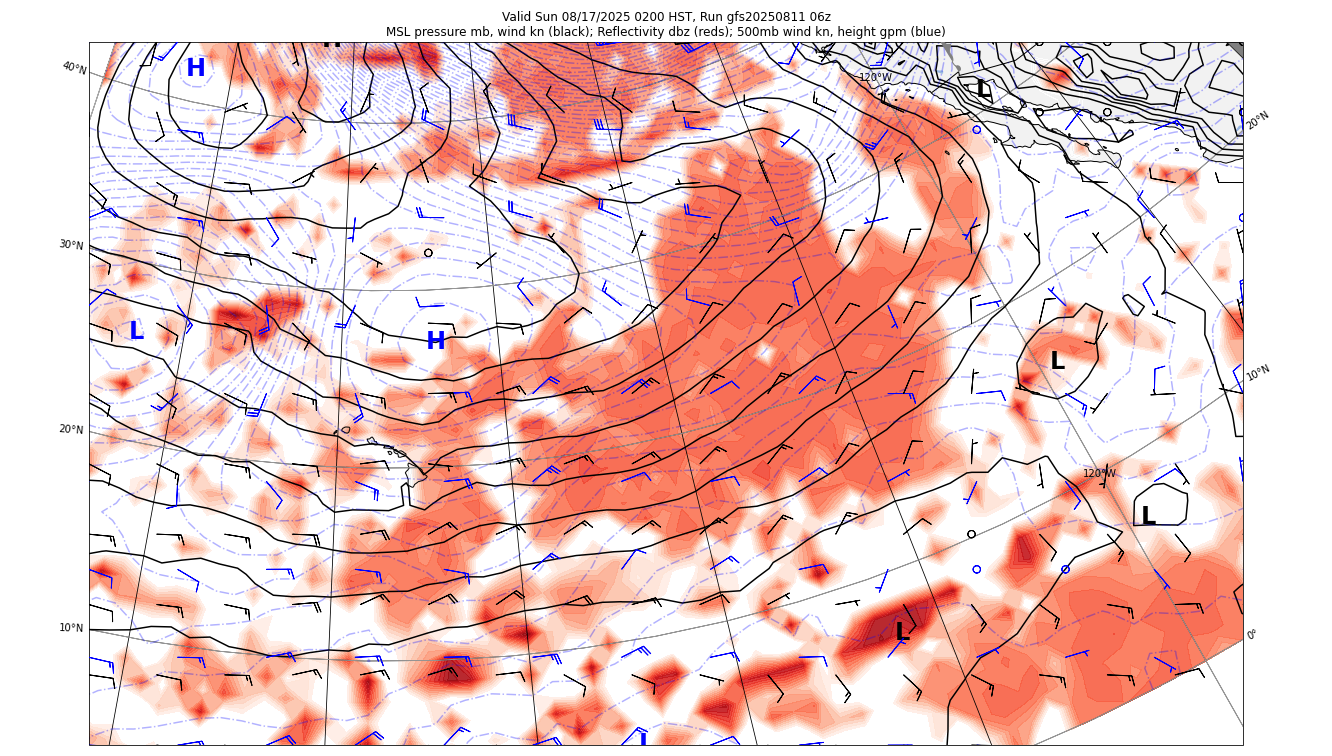 Valid Sun 08/17/2025 0200 HST, Run gfs20250811 06z
MSL pressure mb, wind kn (black); Reflectivity dbz (reds); 500mb wind kn, height gpm (blue)
40°N
H
120°W
L
20°N
30°N
L
H
L
10°N
20°N
120°W
L
10°N
L
0°